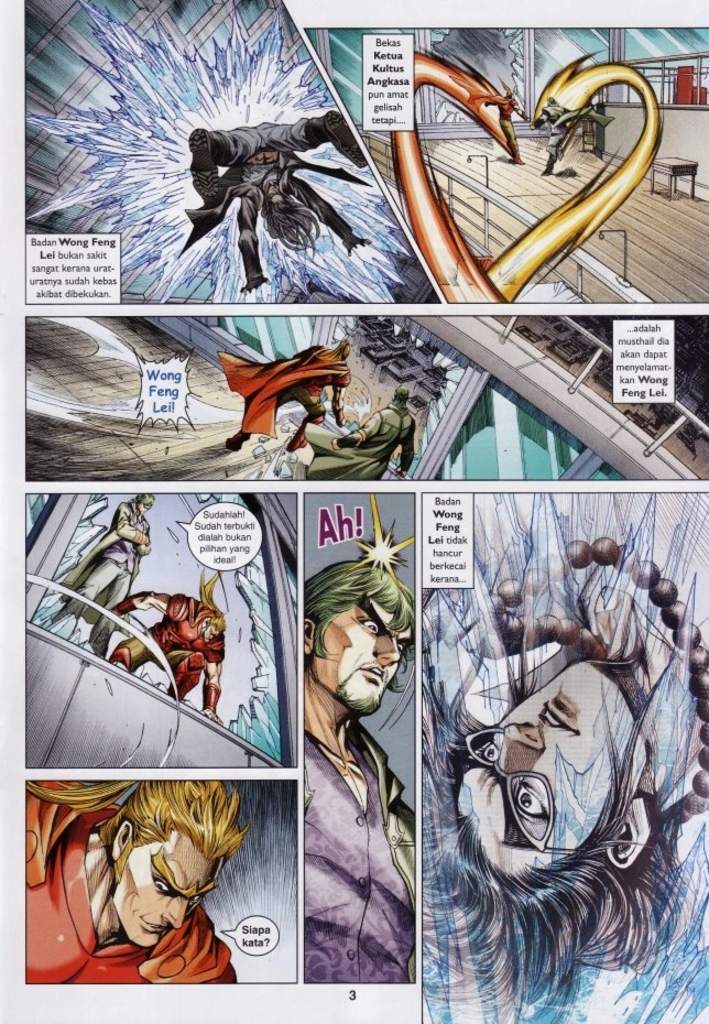 Badan Wong Feng
Lei bukan sakit
sangat kerana urat-
uratnya sudah kebas
akibat dibekukan.
Bekas
Ketua
Kultus
Angkasa
pun amat
gelisah
tetapi....
Wong
Feng
Lei!
...adalah
musthail dia
akan dapat
menyelamat-
kan Wong
Feng Lei.
Sudahlah!
Sudah terbukti
dialah bukan
pilihan yang
ideal!
Siapa
kata?
Ah!
Badan
Wong
Feng
Lei tidak
hancur
berkecai
kerana...
3